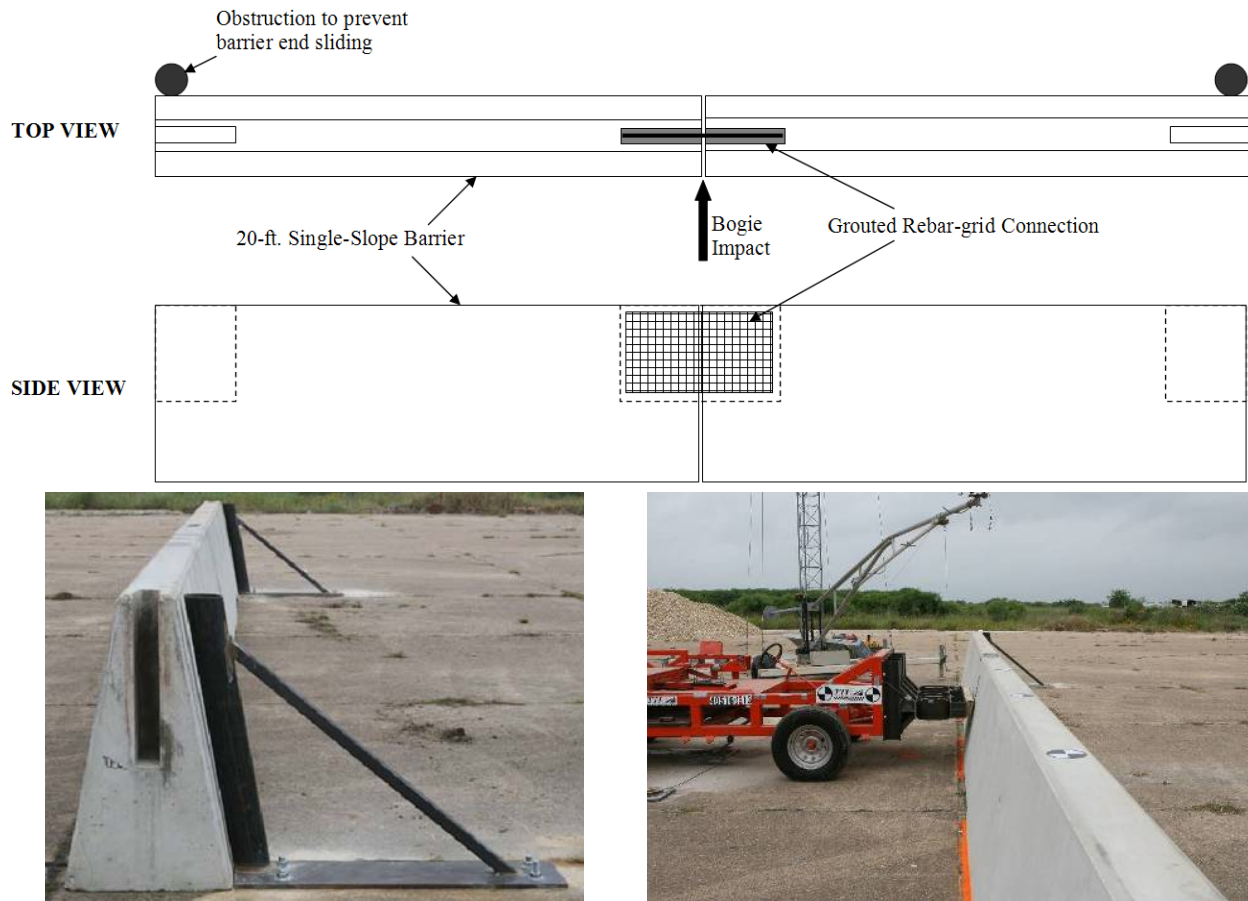 Obstruction to prevent
barrier end sliding
TOP VIEW
20-ft. Single-Slope Barrier
Bogie
Impact
Grouted Rebar-grid Connection
SIDE VIEW